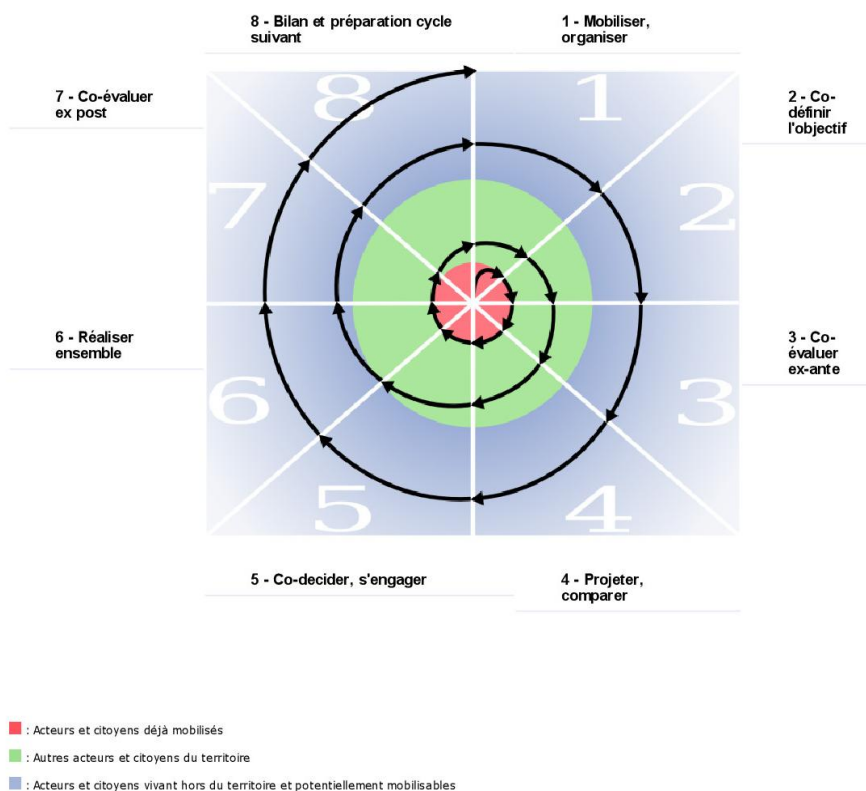 8 - Bilan et préparation cycle
suivant
1 - Mobiliser,
organiser
7 - Co-évaluer
ex post
2 - Co-
définir
l'objectif
8
1
7
2
6 - Réaliser
ensemble
3 - Co-
évaluer
ex-ante
6
3
5
4
5 - Co-decider, s'engager
4 - Projeter,
comparer
: Acteurs et citoyens déjà mobilisés
: Autres acteurs et citoyens du territoire
: Acteurs et citoyens vivant hors du territoire et potentiellement mobilisables